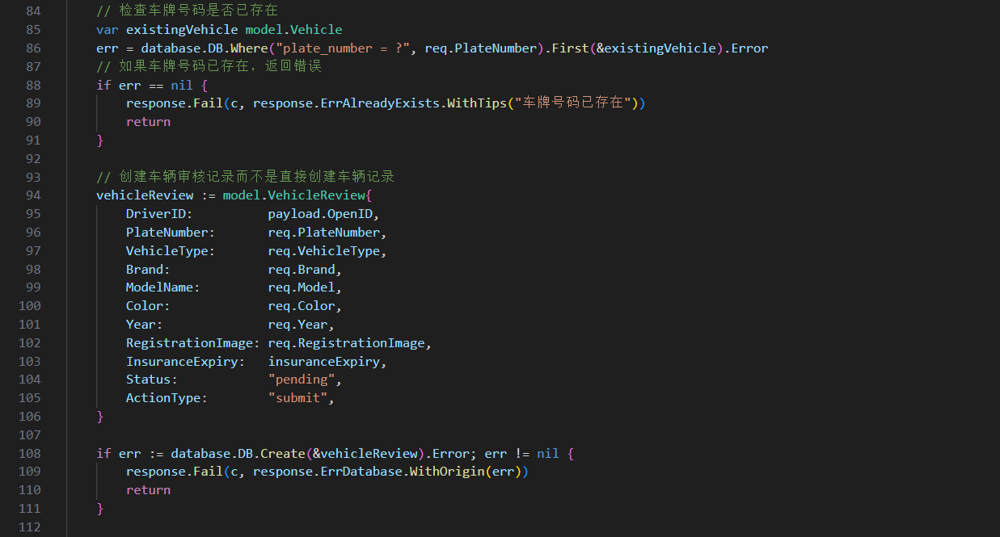 84 // 检查车牌号码是否已存在
85 var existingVehicle model.Vehicle
86 err = database.DB.Where("plate_number = ?", req.PlateNumber).First(&existingVehicle).Error
87 // 如果车牌号码已存在，返回错误
88 if err == nil {
89     response.Fail(c, response.ErrAlreadyExists.WithTips("车牌号码已存在"))
90     return
91 }
92
93 // 创建车辆审核记录而不是直接创建车辆记录
94 vehicleReview := model.VehicleReview{
95     DriverID:          payload.OpenID,
96     PlateNumber:       req.PlateNumber,
97     VehicleType:       req.VehicleType,
98     Brand:             req.Brand,
99     ModelName:         req.Model,
100     Color:             req.Color,
101     Year:              req.Year,
102     RegistrationImage: req.RegistrationImage,
103     InsuranceExpiry:   insuranceExpiry,
104     Status:            "pending",
105     ActionType:        "submit",
106 }
107
108 if err := database.DB.Create(&vehicleReview).Error; err != nil {
109     response.Fail(c, response.ErrDatabase.WithOrigin(err))
110     return
111 }
112